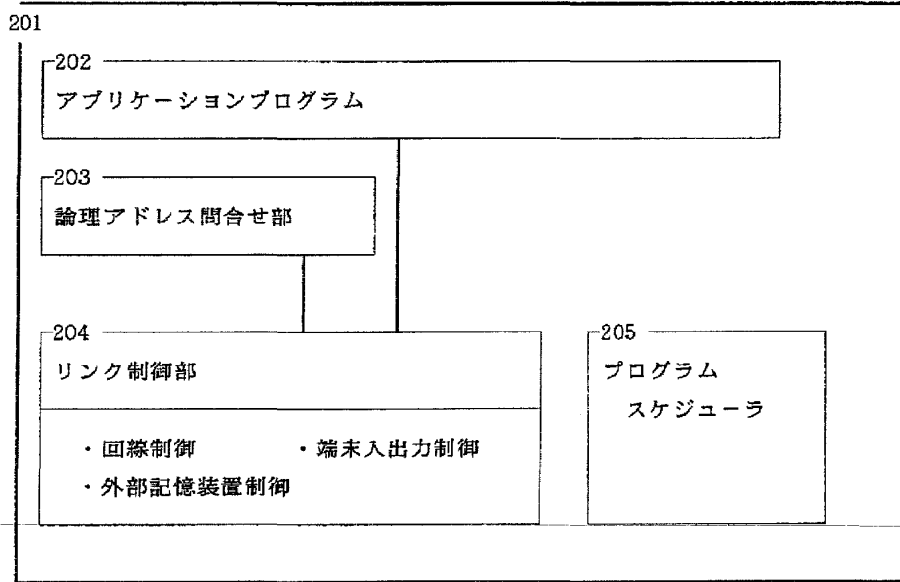 201
202
アプリケーションプログラム
203
論理アドレス問合せ部
204
リンク制御部
・回線制御 ・端末入出力制御
・外部記憶装置制御
205
プログラム
スケジューラ